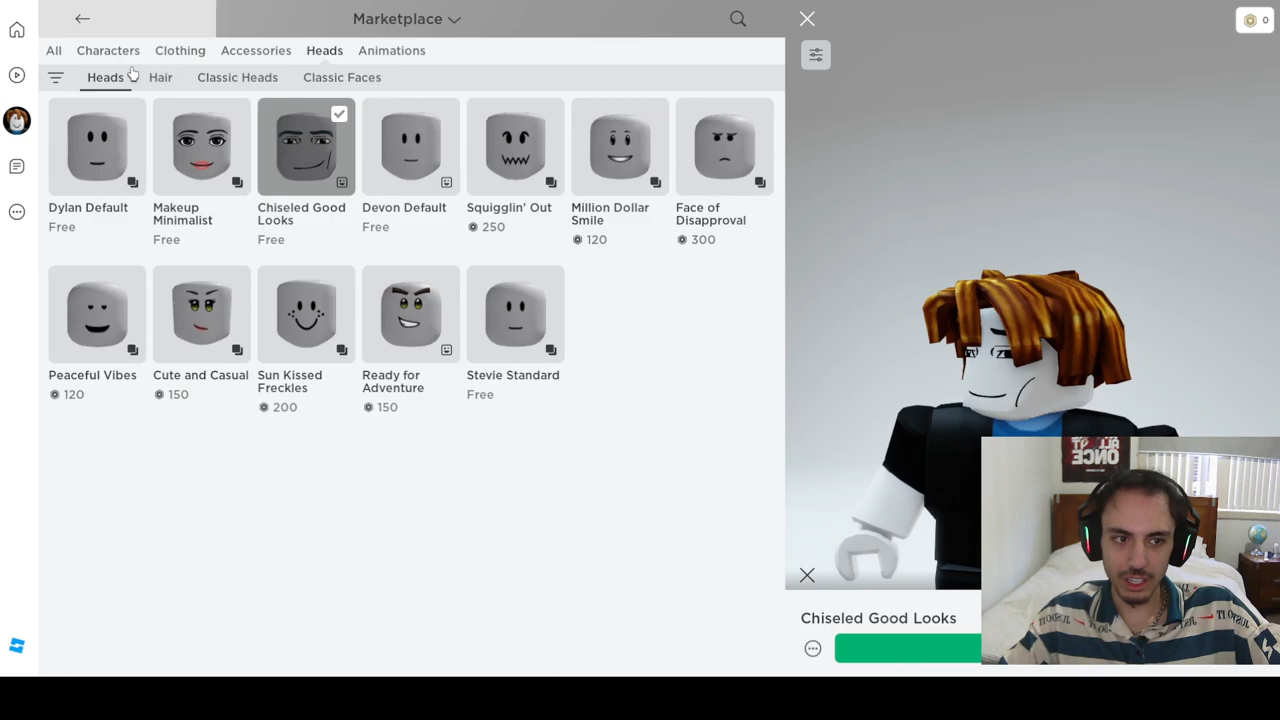 Marketplace
0
All Characters Clothing Accessories Heads Animations
Heads Hair Classic Heads Classic Faces
Dylan Default
Free
Makeup
Minimalist
Free
Chiseled Good
Looks
Free
Devon Default
Free
Squigglin' Out
250
Million Dollar
Smile
120
Face of
Disapproval
300
Peaceful Vibes
120
Cute and Casual
150
Sun Kissed
Freckles
200
Ready for
Adventure
150
Stevie Standard
Free
ONCE
Chiseled Good Looks